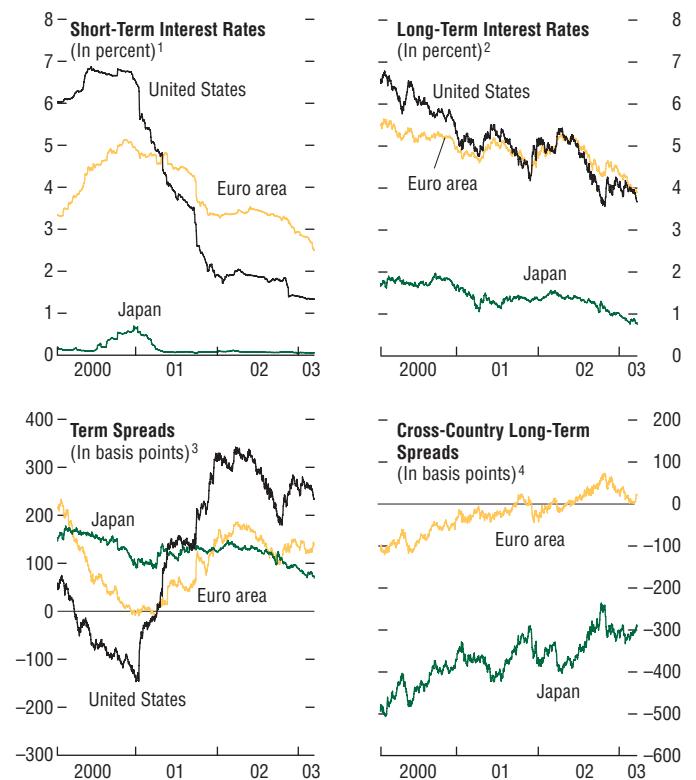 Short-Term Interest Rates
(In percent)1
8
7
6
5
4
3
2
1
0
United States
Euro area
Japan
2000 01 02 03
Long-Term Interest Rates
(In percent)2
8
7
6
5
4
3
2
1
0
United States
Euro area
Japan
2000 01 02 03
Term Spreads
(In basis points)3
400
300
200
100
0
–100
–200
–300
Japan
Euro area
United States
2000 01 02 03
Cross-Country Long-Term
Spreads
(In basis points)4
200
100
0
–100
–200
–300
–400
–500
–600
Euro area
Japan
2000 01 02 03